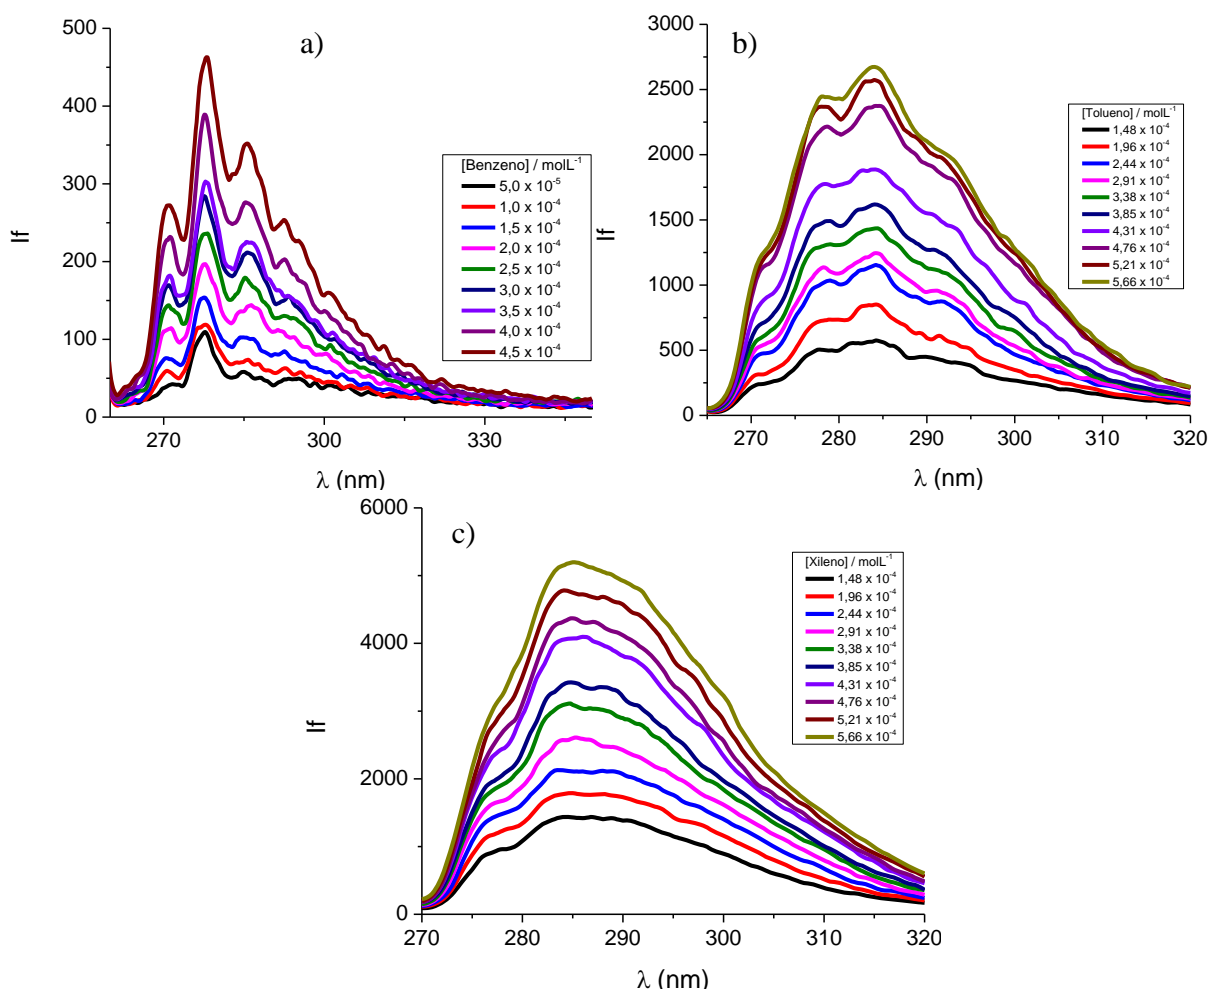 a)
500
400
300
200
100
0
270
300
330
If
λ (nm)
[Benzeno] / molL⁻¹
5,0 x 10⁻⁵
1,0 x 10⁻⁴
1,5 x 10⁻⁴
2,0 x 10⁻⁴
2,5 x 10⁻⁴
3,0 x 10⁻⁴
3,5 x 10⁻⁴
4,0 x 10⁻⁴
4,5 x 10⁻⁴
b)
3000
2500
2000
1500
1000
500
0
270
280
290
300
310
320
If
λ (nm)
[Tolueno] / molL⁻¹
1,48 x 10⁻⁴
1,96 x 10⁻⁴
2,44 x 10⁻⁴
2,91 x 10⁻⁴
3,38 x 10⁻⁴
3,85 x 10⁻⁴
4,31 x 10⁻⁴
4,76 x 10⁻⁴
5,21 x 10⁻⁴
5,66 x 10⁻⁴
c)
6000
4000
2000
0
270
280
290
300
310
320
If
λ (nm)
[Xileno] / molL⁻¹
1,48 x 10⁻⁴
1,96 x 10⁻⁴
2,44 x 10⁻⁴
2,91 x 10⁻⁴
3,38 x 10⁻⁴
3,85 x 10⁻⁴
4,31 x 10⁻⁴
4,76 x 10⁻⁴
5,21 x 10⁻⁴
5,66 x 10⁻⁴